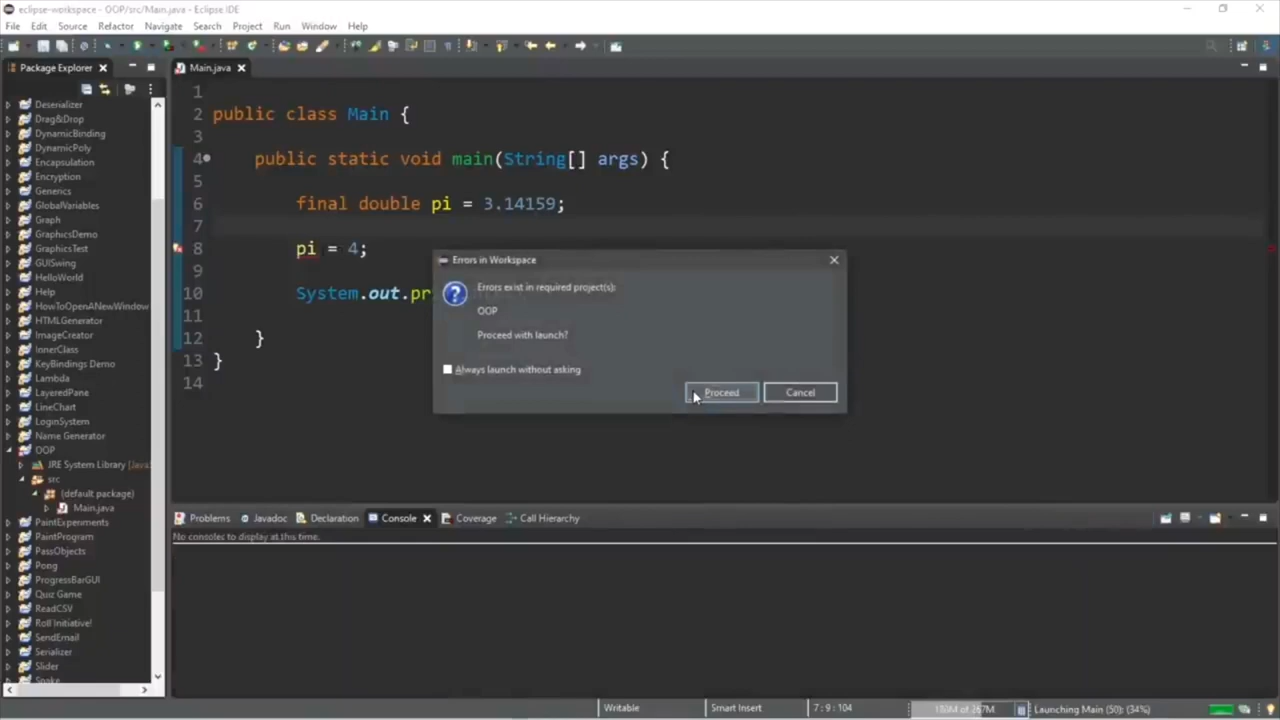 eclipse-workspace - OOP/src/Main.java - Eclipse IDE
File Edit Source Refactor Navigate Search Project Run Window Help
Package Explorer
Main.java
Deserializer
Drag&Drop
DynamicBinding
DynamicPoly
Encapsulation
Encryption
Generics
GlobalVariables
Graph
GraphicsDemo
GraphicsTest
GUISwing
HelloWorld
Help
HowToOpenANewWindow
HTMLGenerator
ImageCreator
InnerClass
KeyBindings Demo
Lambda
LayeredPane
LineChart
LoginSystem
Name Generator
OOP
JRE System Library [Java
src
(default package)
Main.java
PaintExperiments
PaintProgram
PassObjects
Pong
ProgressBarGUI
Quiz Game
ReadCSV
Roll Initiative!
SendEmail
Serializer
Slider
Snake
1
2 public class Main {
3
4 public static void main(String[] args) {
5
6 final double pi = 3.14159;
7
8 pi = 4;
9
10 System.out.pr
11
12 }
13 }
14
Errors in Workspace
Errors exist in required project(s):
OOP
Proceed with launch?
Always launch without asking
Proceed Cancel
Problems Javadoc Declaration Console Coverage Call Hierarchy
No consoles to display at this time.
Writable Smart Insert 7 : 9 : 104 Launching Main (50): (34%)